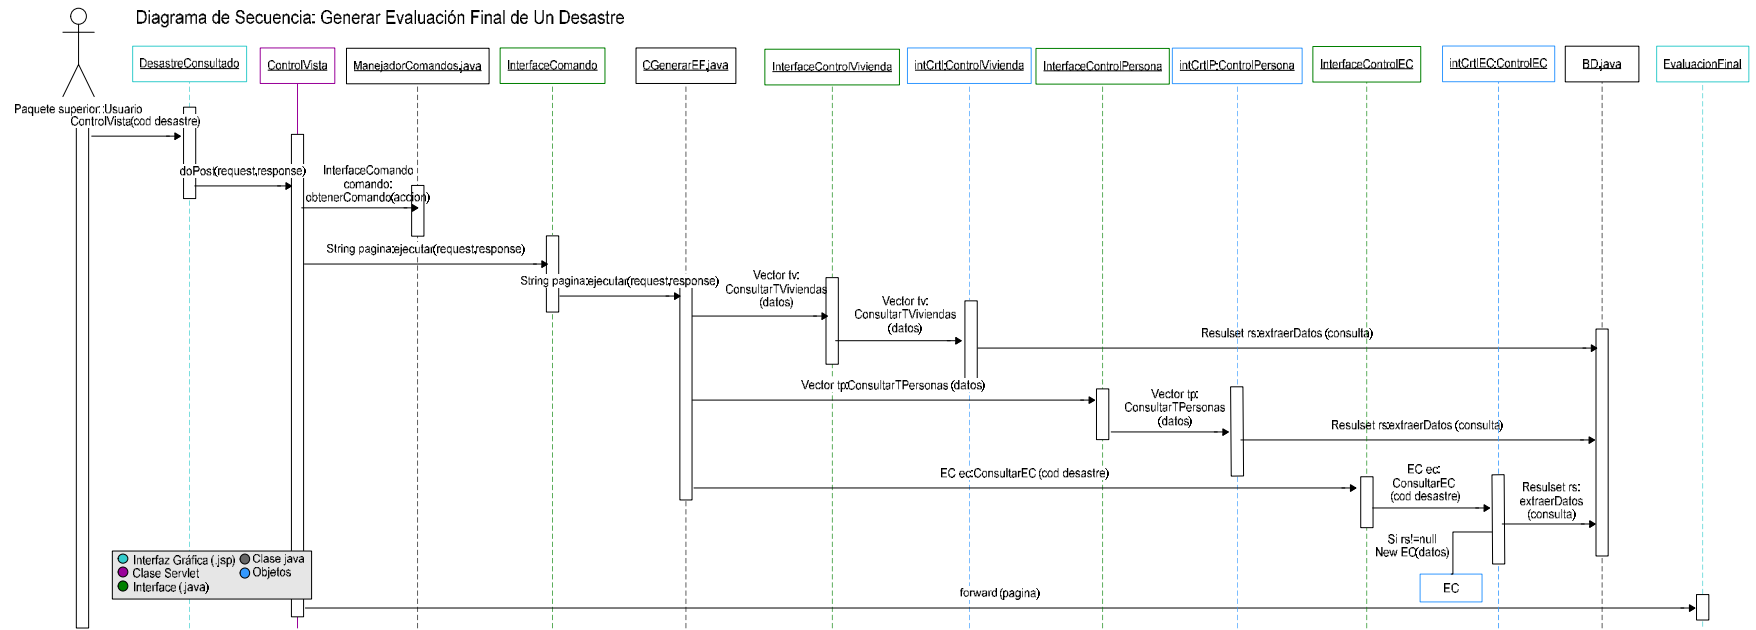 Diagrama de Secuencia: Generar Evaluación Final de Un Desastre
DesastreConsultado
ControlVista
ManejadorComandos.java
InterfaceComando
CGenerarEF.java
InterfaceControlVivienda
intCrtl:ControlVivienda
InterfaceControlPersona
intCrtlP:ControlPersona
InterfaceControlEC
intCrtlEC:ControlEC
BD.java
EvaluacionFinal
Paquete superior::Usuario
ControlVista(cod desastre)
doPost(request,response)
InterfaceComando
comando:
obtenerComando(accion)
String pagina:ejecutar(request,response)
String pagina:ejecutar(request,response)
Vector tv:
ConsultarTViviendas
(datos)
Vector tv:
ConsultarTViviendas
(datos)
Resulset rs:extraerDatos (consulta)
Vector tp:ConsultarTPersonas (datos)
Vector tp:
ConsultarTPersonas
(datos)
Resulset rs:extraerDatos (consulta)
EC ec:ConsultarEC (cod desastre)
EC ec:
ConsultarEC
(cod desastre)
Resulset rs:
extraerDatos
(consulta)
Si rs!=null
New EC(datos)
EC
Interfaz Gráfica (.jsp)
Clase java
Clase Servlet
Objetos
Interface (.java)
forward (pagina)